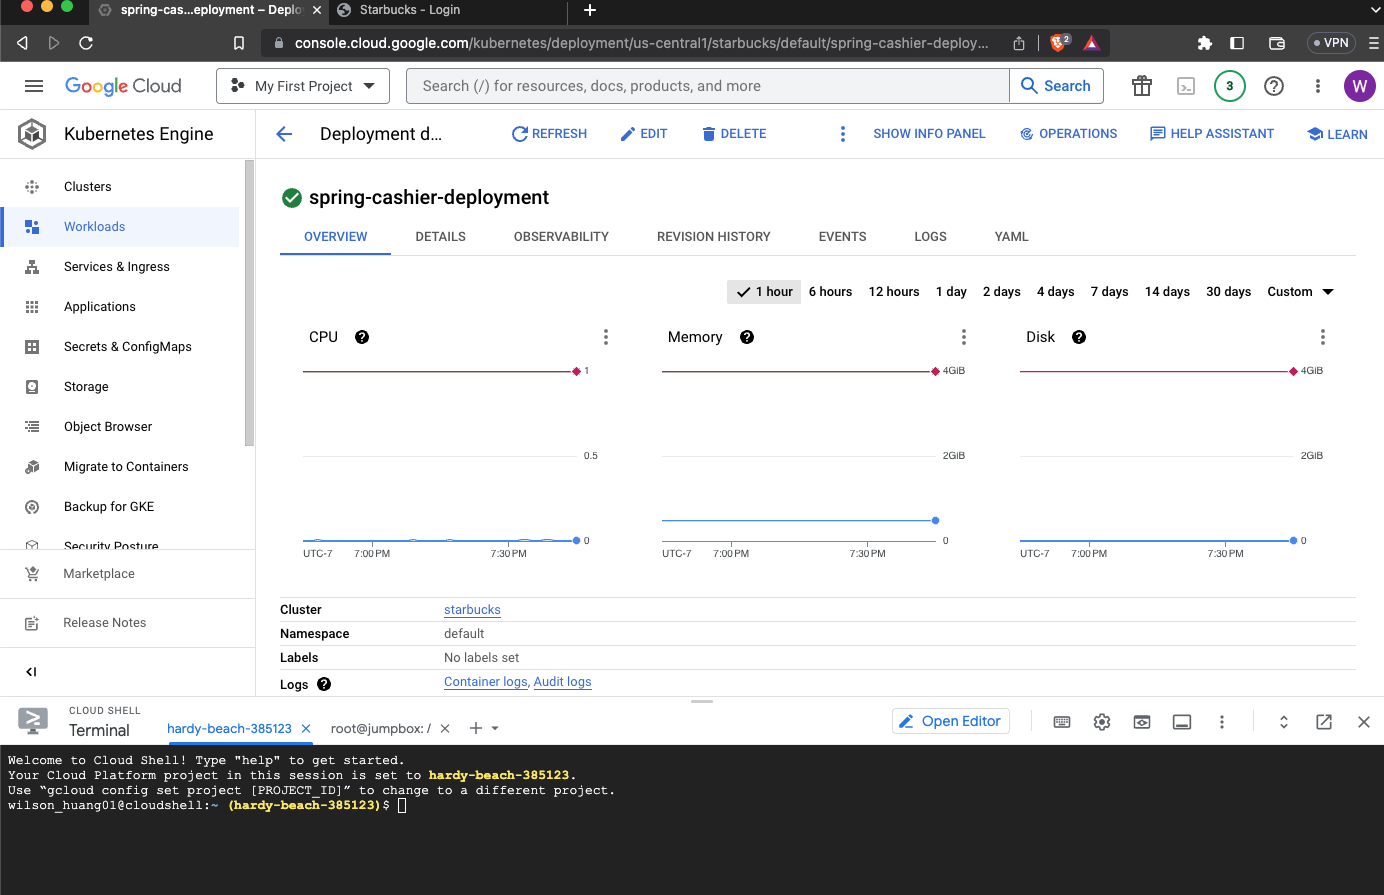 spring-cas...eployment – Deplo
Starbucks - Login
console.cloud.google.com/kubernetes/deployment/us-central1/starbucks/default/spring-cashier-deploy...
2
VPN
Google Cloud
My First Project
Search (/) for resources, docs, products, and more
Search
3
W
Kubernetes Engine
Deployment d...
REFRESH
EDIT
DELETE
SHOW INFO PANEL
OPERATIONS
HELP ASSISTANT
LEARN
Clusters
Workloads
Services & Ingress
Applications
Secrets & ConfigMaps
Storage
Object Browser
Migrate to Containers
Backup for GKE
Security Posture
Marketplace
Release Notes
spring-cashier-deployment
OVERVIEW DETAILS OBSERVABILITY REVISION HISTORY EVENTS LOGS YAML
1 hour 6 hours 12 hours 1 day 2 days 4 days 7 days 14 days 30 days Custom
CPU
1
0.5
0
UTC-7 7:00 PM 7:30 PM
Memory
4GiB
2GiB
0
UTC-7 7:00 PM 7:30 PM
Disk
4GiB
2GiB
0
UTC-7 7:00 PM 7:30 PM
Cluster starbucks
Namespace default
Labels No labels set
Logs Container logs, Audit logs
CLOUD SHELL
Terminal
hardy-beach-385123
root@jumpbox: /
Open Editor
Welcome to Cloud Shell! Type "help" to get started.
Your Cloud Platform project in this session is set to hardy-beach-385123.
Use “gcloud config set project [PROJECT_ID]” to change to a different project.
wilson_huang01@cloudshell:~ (hardy-beach-385123)$